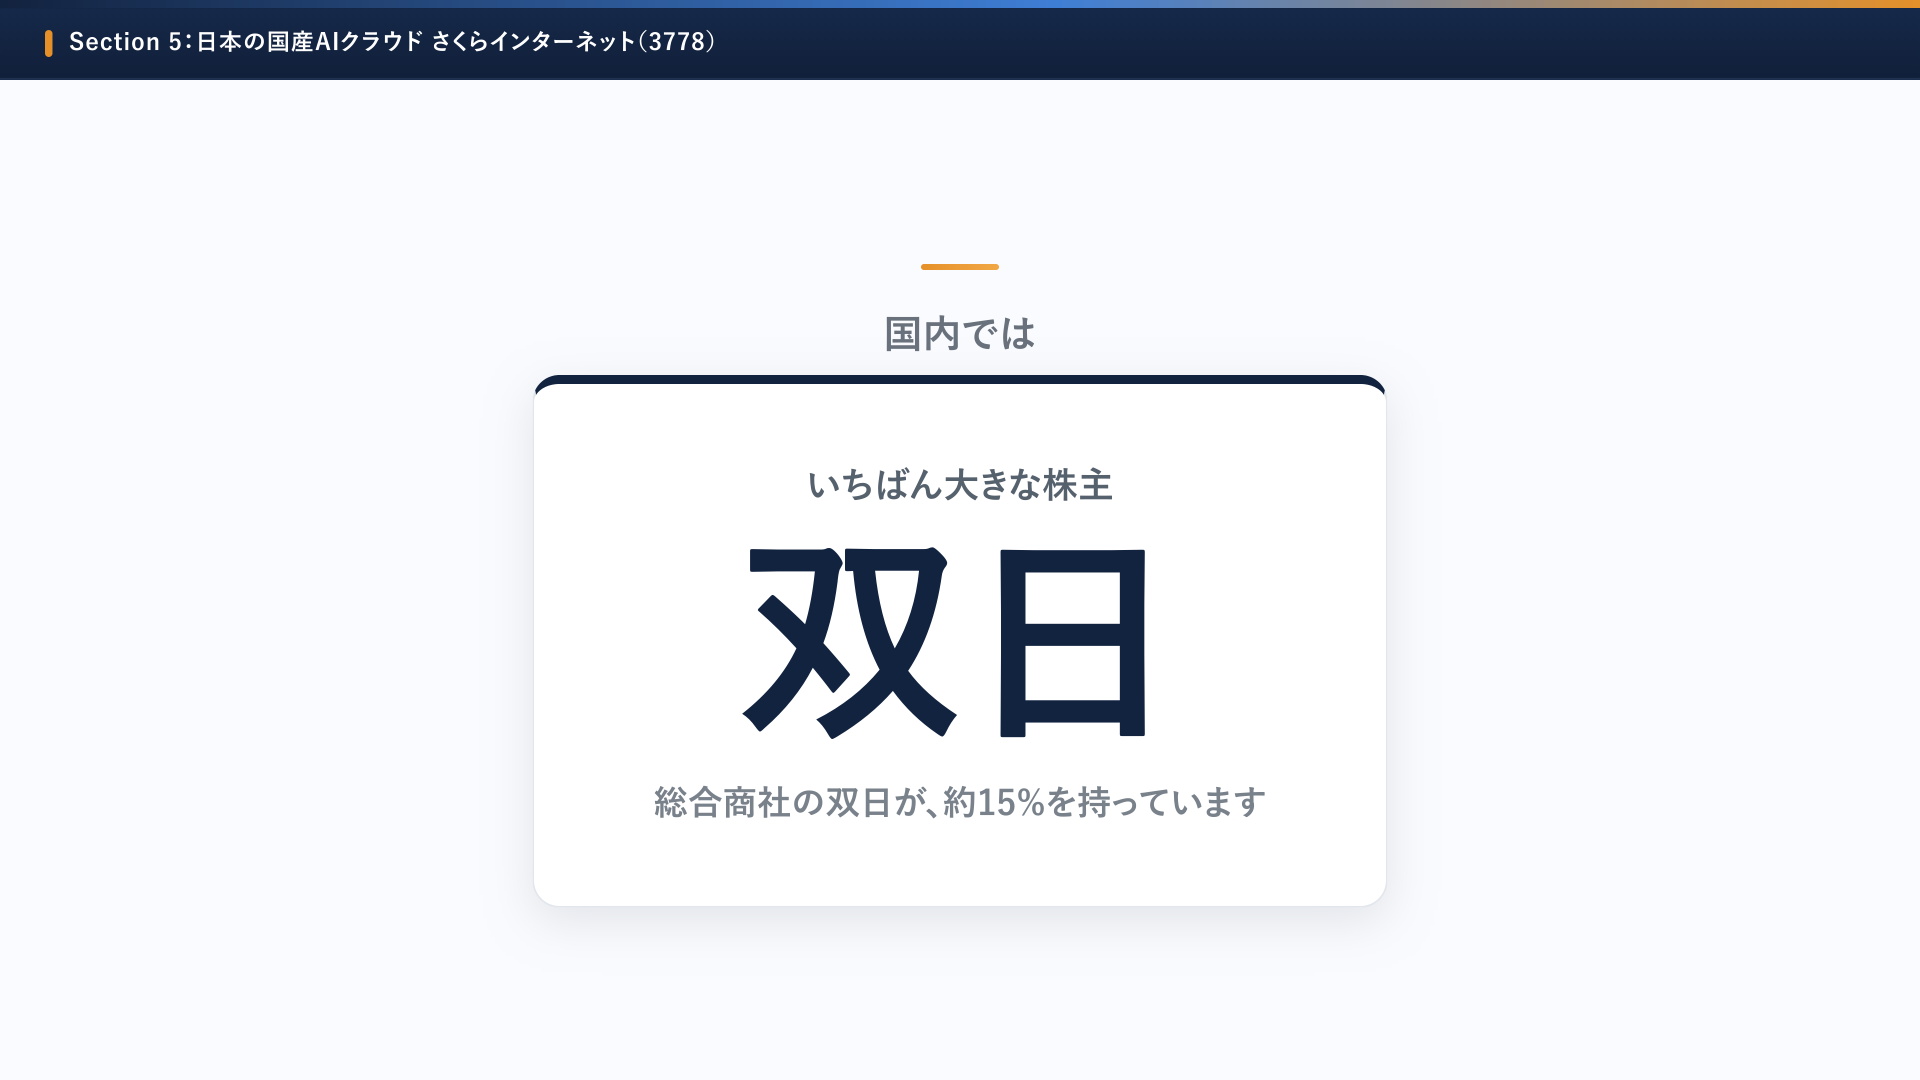 Section 5：日本の国産AIクラウド さくらインターネット（3778）
国内では
いちばん大きな株主
双日
総合商社の双日が、約15%を持っています